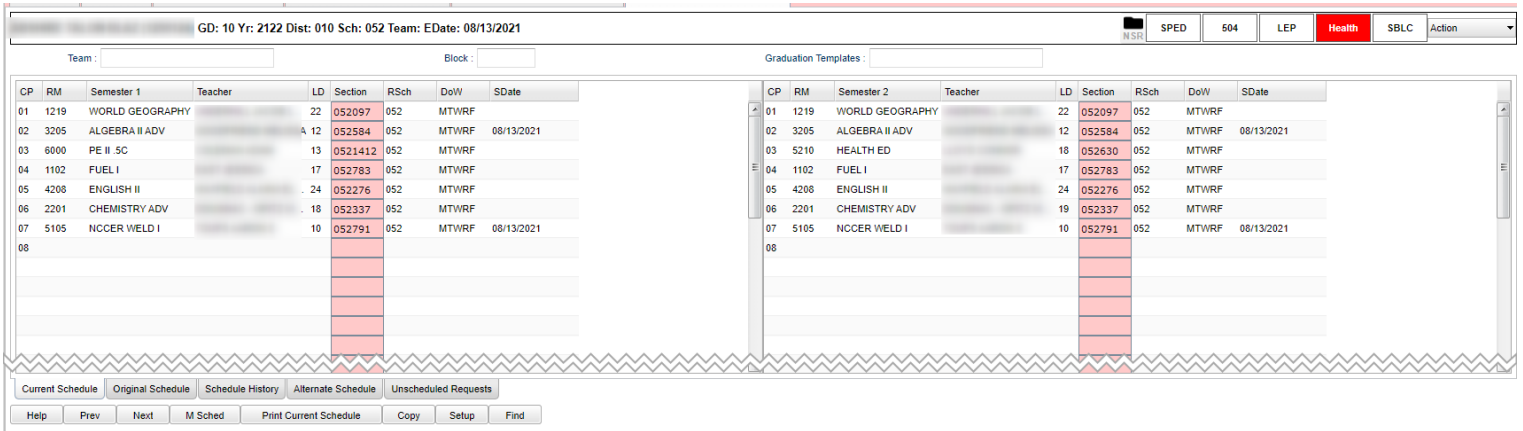 GD: 10 Yr: 2122 Dist: 010 Sch: 052 Team: EDate: 08/13/2021 NSR SPED 504 LEP Health SBLC Action
Team : Block : Graduation Templates :
CP RM Semester 1 Teacher LD Section RSch DoW SDate CP RM Semester 2 Teacher LD Section RSch DoW SDate
01 1219 WORLD GEOGRAPHY 22 052097 052 MTWRF 01 1219 WORLD GEOGRAPHY 22 052097 052 MTWRF
02 3205 ALGEBRA II ADV A 12 052584 052 MTWRF 08/13/2021 02 3205 ALGEBRA II ADV 12 052584 052 MTWRF 08/13/2021
03 6000 PE II .5C 13 0521412 052 MTWRF 03 5210 HEALTH ED 18 052630 052 MTWRF
04 1102 FUEL I 17 052783 052 MTWRF 04 1102 FUEL I 17 052783 052 MTWRF
05 4208 ENGLISH II . 24 052276 052 MTWRF 05 4208 ENGLISH II 24 052276 052 MTWRF
06 2201 CHEMISTRY ADV . 18 052337 052 MTWRF 06 2201 CHEMISTRY ADV 19 052337 052 MTWRF
07 5105 NCCER WELD I 10 052791 052 MTWRF 08/13/2021 07 5105 NCCER WELD I 10 052791 052 MTWRF 08/13/2021
08 08
Current Schedule Original Schedule Schedule History Alternate Schedule Unscheduled Requests
Help Prev Next M Sched Print Current Schedule Copy Setup Find